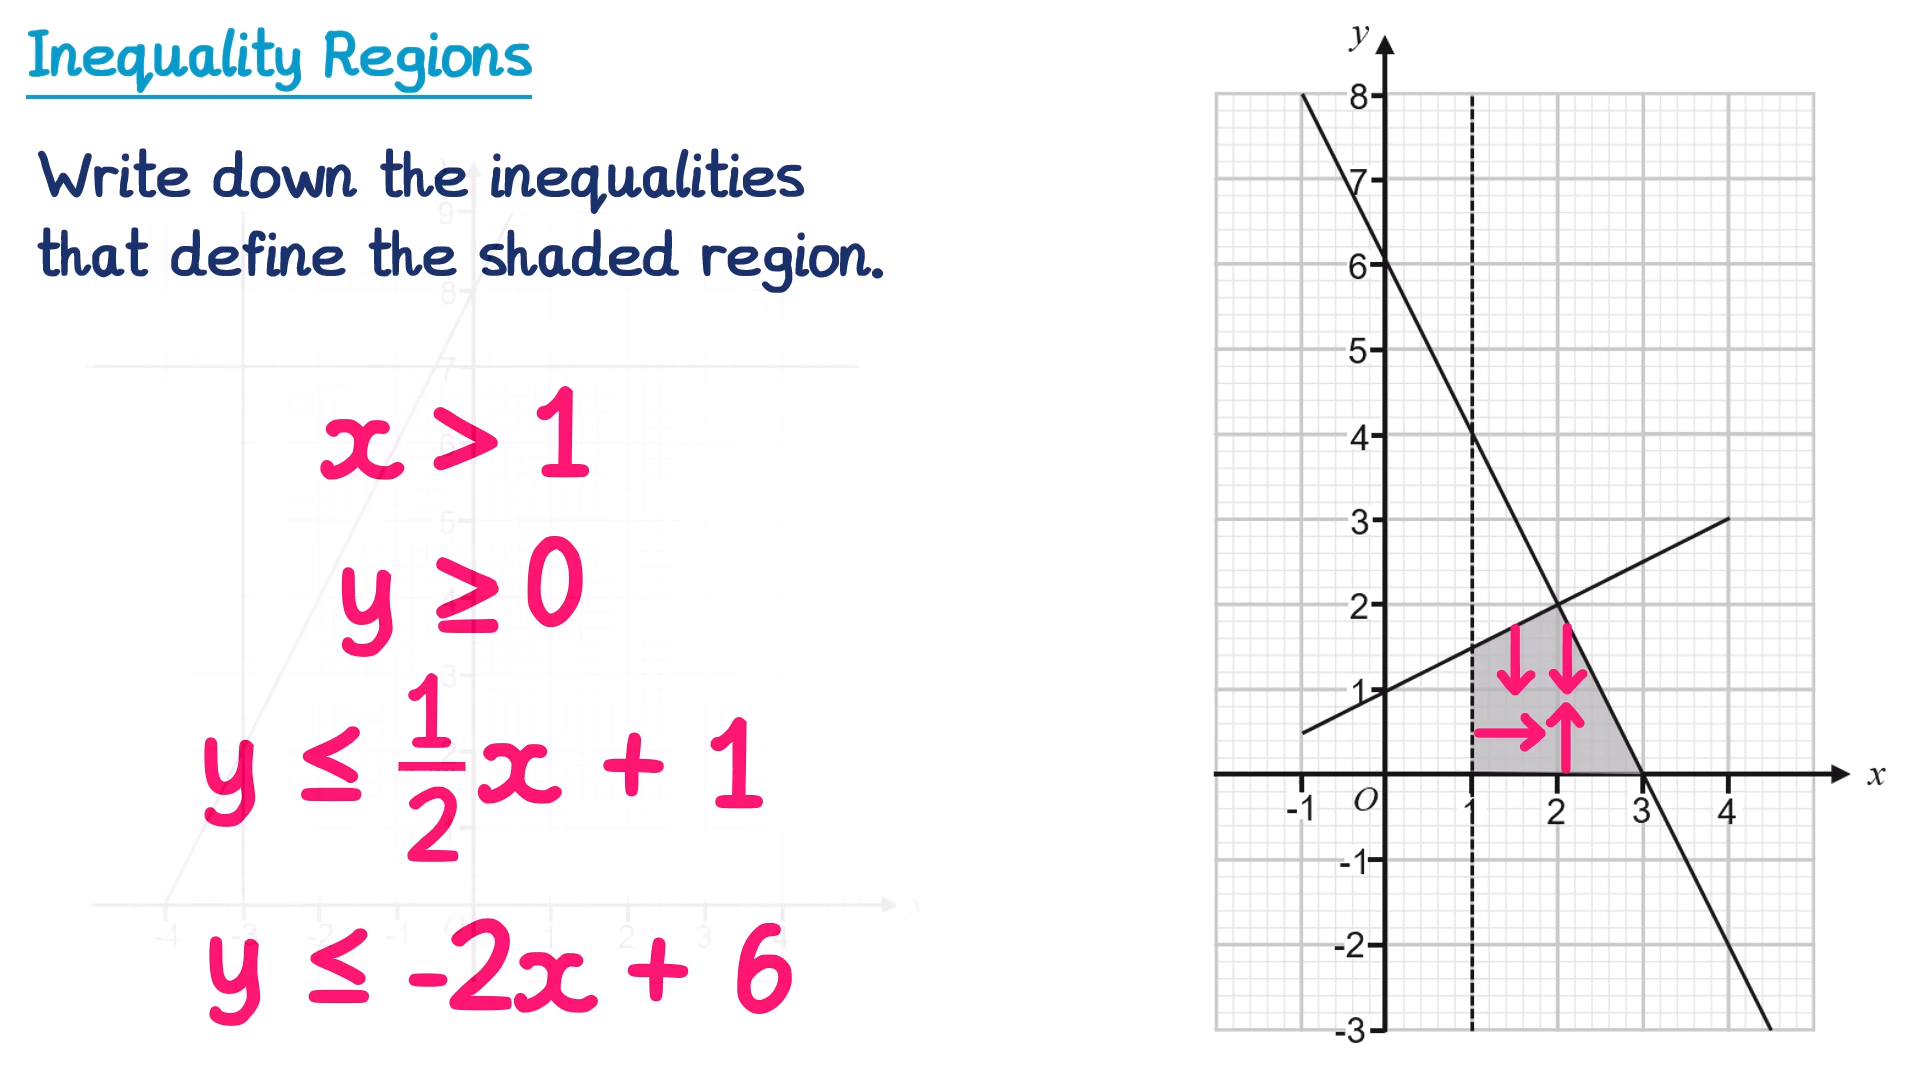 Inequality Regions
Write down the inequalities
that define the shaded region.
x > 1
y ≥ 0
y ≤ 1/2 x + 1
y ≤ -2x + 6
y
8
7
6
5
4
3
2
1
-1 O 1 2 3 4 x
-1
-2
-3